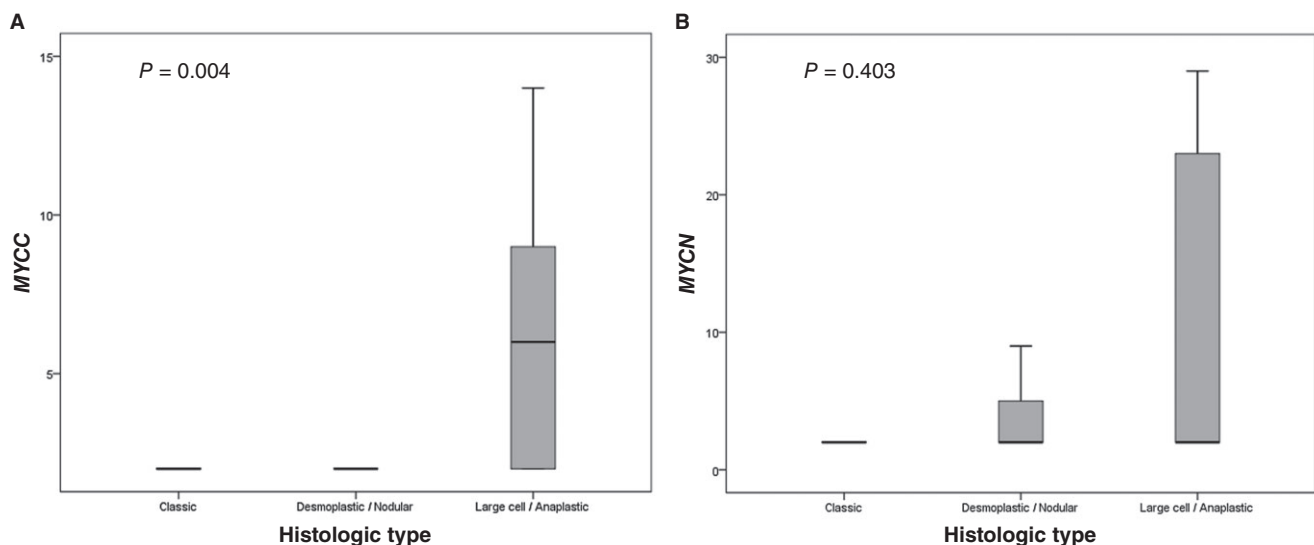 A
P = 0.004
MYCC
15
10
5
Classic
Desmoplastic / Nodular
Large cell / Anaplastic
Histologic type
B
P = 0.403
MYCN
30
20
10
0
Classic
Desmoplastic / Nodular
Large cell / Anaplastic
Histologic type